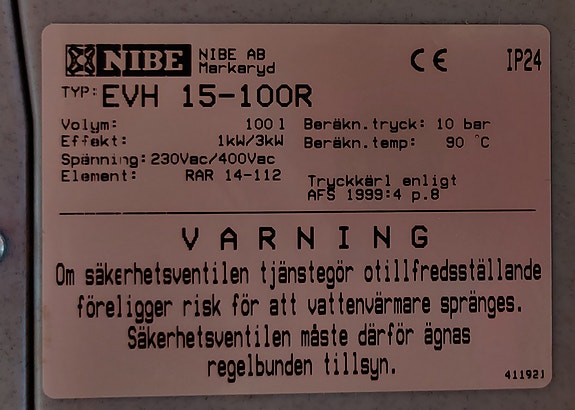 NIBE NIBE AB
Markaryd
CE IP24
TYP: EVH 15-100R
Volym: 100 l Beräkn.tryck: 10 bar
Effekt: 1kW/3kW Beräkn.temp: 90 °C
Spänning: 230Vac/400Vac
Element: RAR 14-112 Tryckkärl enligt
AFS 1999:4 p.8
VARNING
Om säkerhetsventilen tjänstegör otillfredsställande
föreligger risk för att vattenvärmare spränges.
Säkerhetsventilen måste därför ägnas
regelbunden tillsyn.
411921